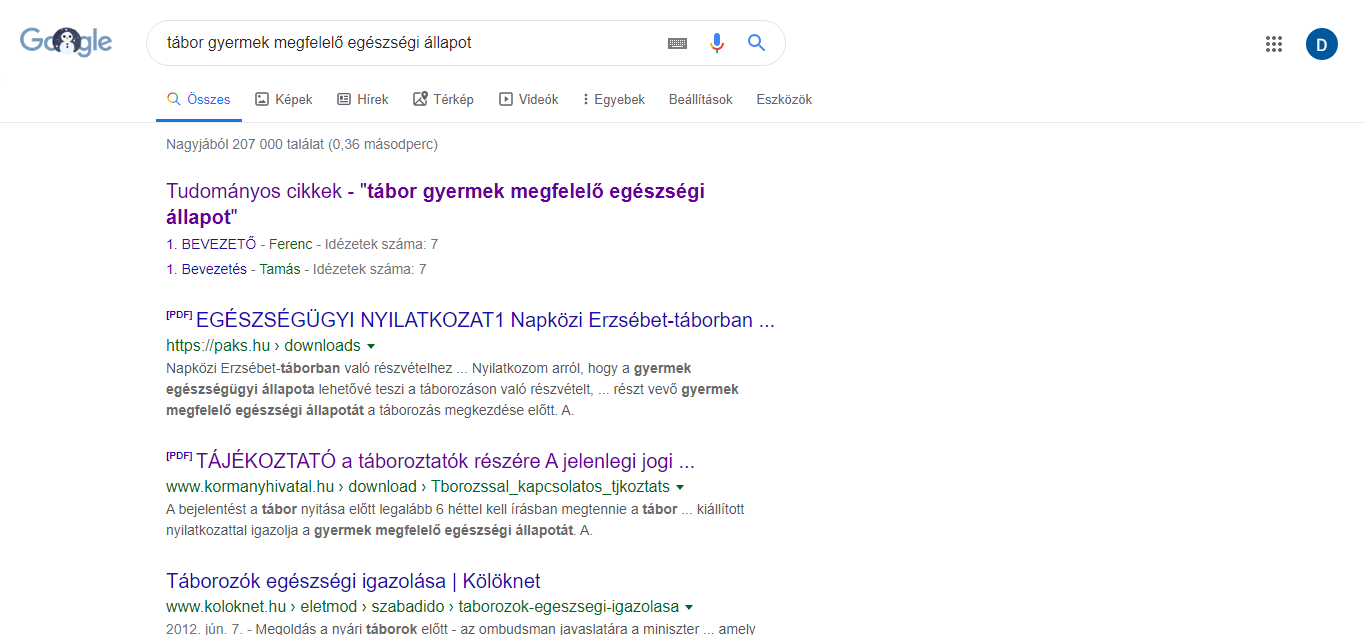 Google
tábor gyermek megfelelő egészségi állapot
D
Összes Képek Hírek Térkép Videók Egyebek Beállítások Eszközök
Nagyjából 207 000 találat (0,36 másodperc)
Tudományos cikkek - "tábor gyermek megfelelő egészségi
állapot"
1. BEVEZETŐ - Ferenc - Idézetek száma: 7
1. Bevezetés - Tamás - Idézetek száma: 7
[PDF] EGÉSZSÉGÜGYI NYILATKOZAT1 Napközi Erzsébet-táborban ...
https://paks.hu › downloads
Napközi Erzsébet-táborban való részvételhez ... Nyilatkozom arról, hogy a gyermek
egészségügyi állapota lehetővé teszi a táborozáson való részvételt, ... részt vevő gyermek
megfelelő egészségi állapotát a táborozás megkezdése előtt. A.
[PDF] TÁJÉKOZTATÓ a táboroztatók részére A jelenlegi jogi ...
www.kormanyhivatal.hu › download › Tborozssal_kapcsolatos_tjkoztats
A bejelentést a tábor nyitása előtt legalább 6 héttel kell írásban megtennie a tábor ... kiállított
nyilatkozattal igazolja a gyermek megfelelő egészségi állapotát. A.
Táborozók egészségi igazolása | Kölöknet
www.koloknet.hu › eletmod › szabadido › taborozok-egeszsegi-igazolasa
2012. jún. 7. - Megoldás a nyári táborok előtt - az ombudsman javaslatára a miniszter ... amely